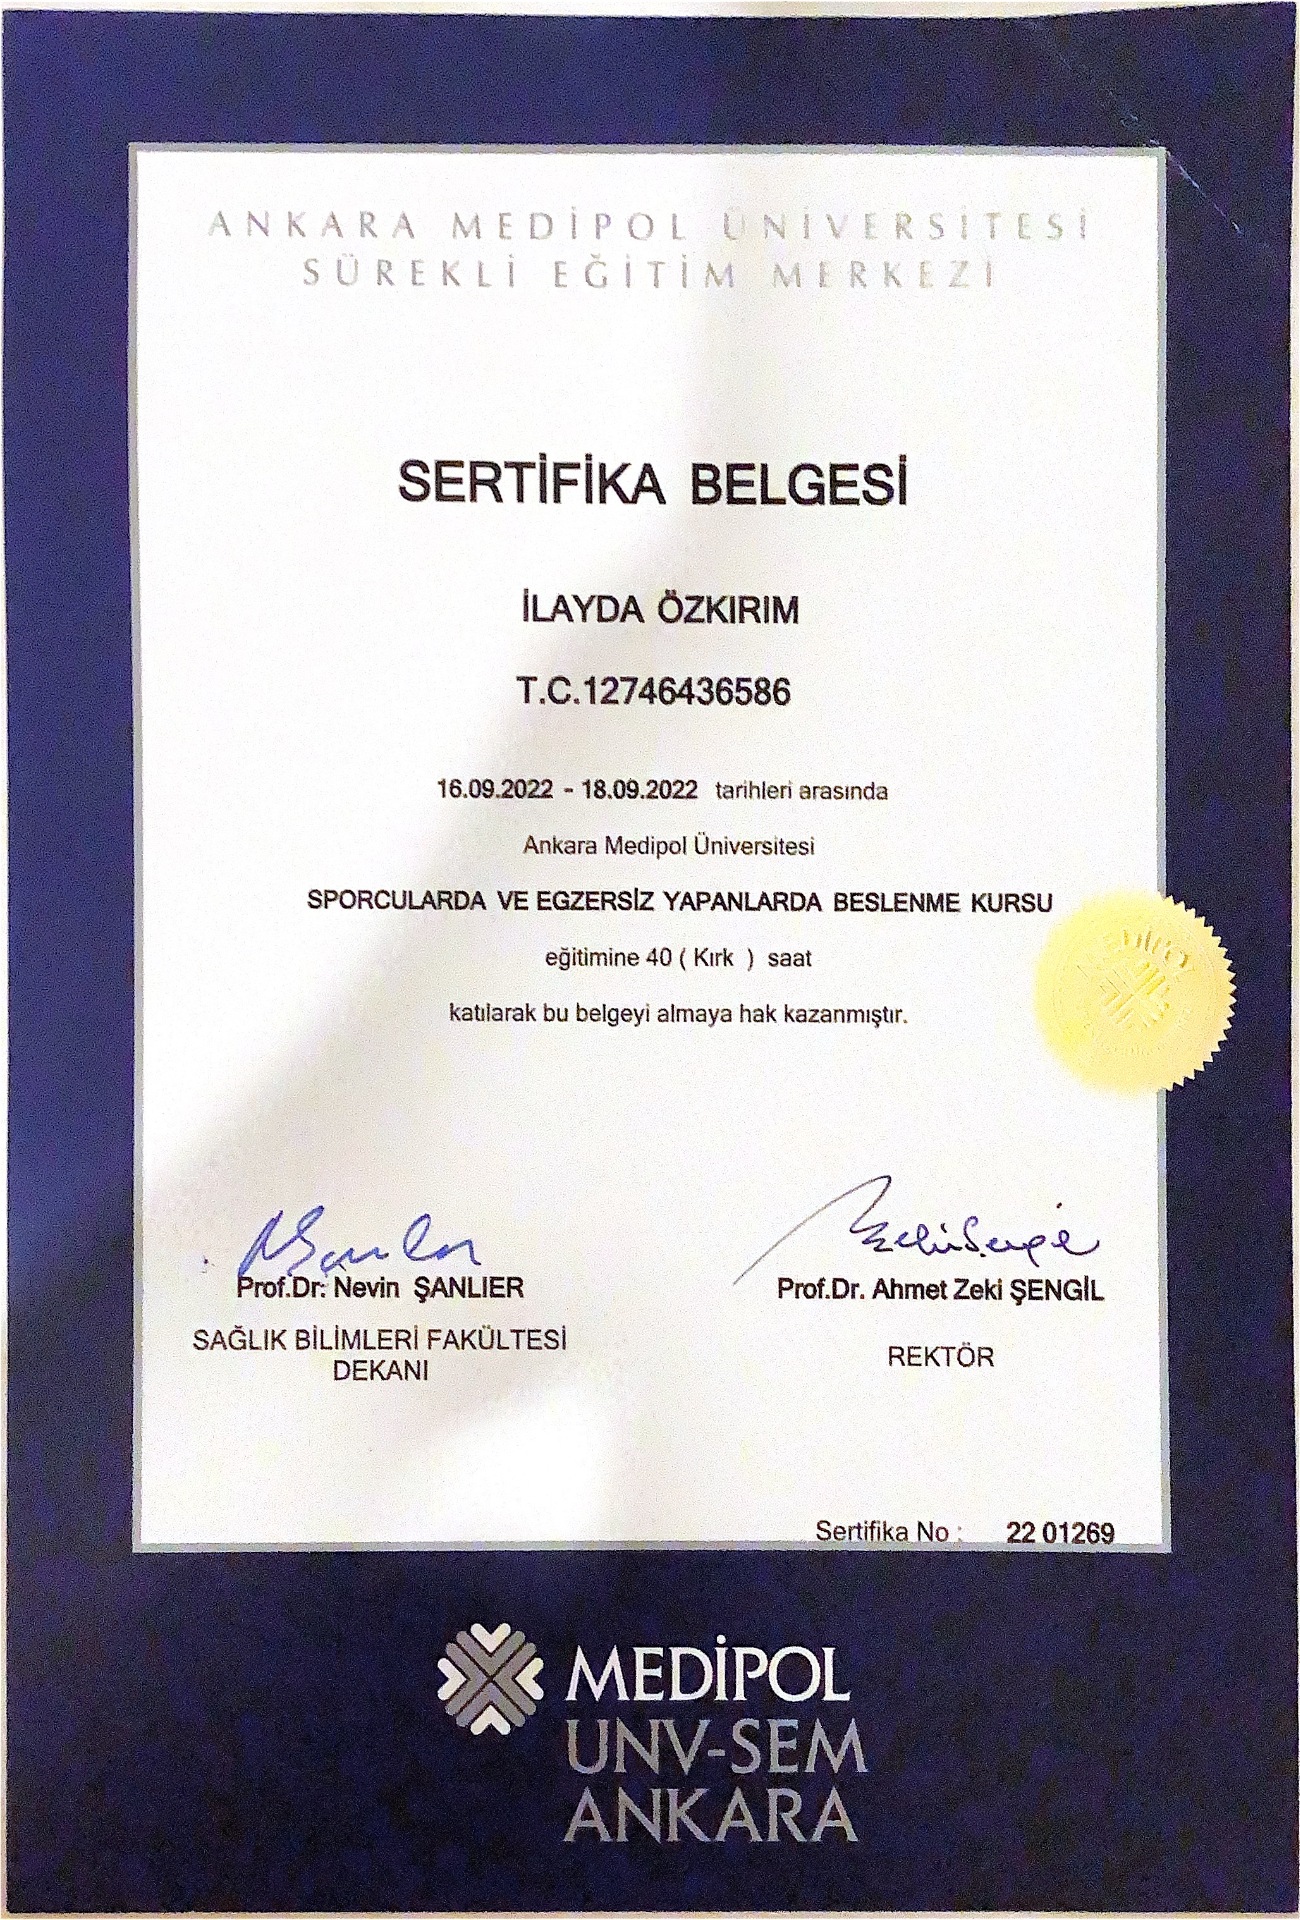 ANKARA MEDİPOL ÜNİVERSİTESİ
SÜREKLİ EĞİTİM MERKEZİ
SERTİFİKA BELGESİ
İLAYDA ÖZKIRIM
T.C.12746436586
16.09.2022 - 18.09.2022 tarihleri arasında
Ankara Medipol Üniversitesi
SPORCULARDA VE EGZERSİZ YAPANLARDA BESLENME KURSU
eğitimine 40 ( Kırk ) saat
katılarak bu belgeyi almaya hak kazanmıştır.
Prof.Dr. Nevin ŞANLIER
SAĞLIK BİLİMLERİ FAKÜLTESİ
DEKANI
Prof.Dr. Ahmet Zeki ŞENGİL
REKTÖR
Sertifika No : 22 01269
MEDİPOL
UNV-SEM
ANKARA